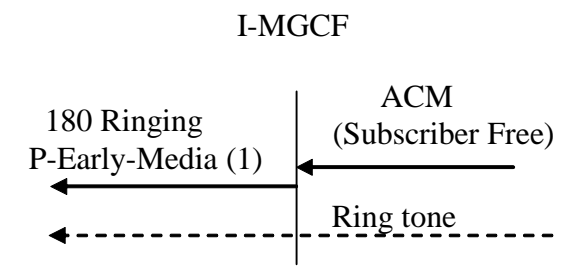 I-MGCF
180 Ringing
P-Early-Media (1)
ACM
(Subscriber Free)
Ring tone